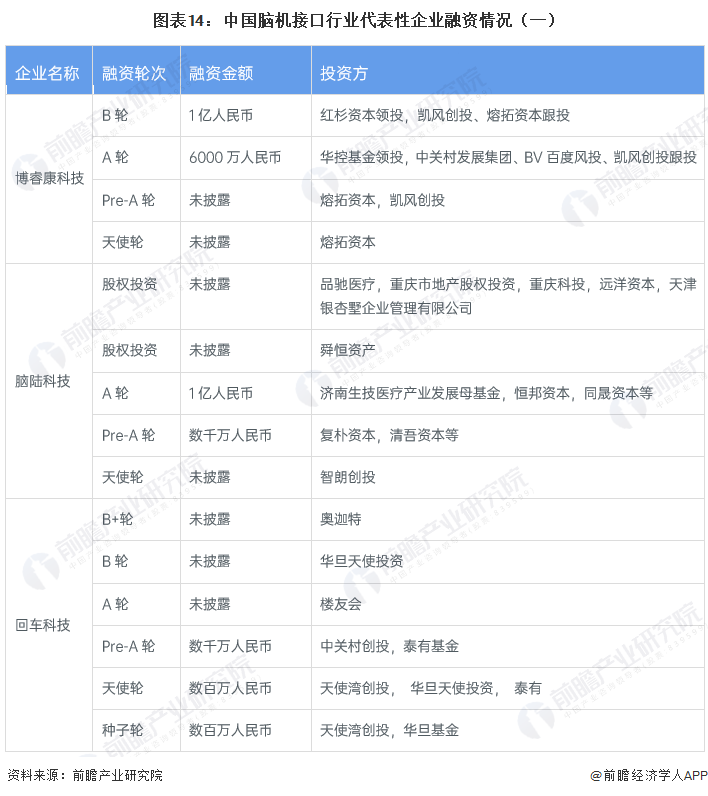 图表14：中国脑机接口行业代表性企业融资情况（一）
企业名称 融资轮次 融资金额 投资方
博睿康科技
B 轮 1亿人民币 红杉资本领投，凯风创投、熔拓资本跟投
A 轮 6000 万人民币 华控基金领投，中关村发展集团、BV 百度风投、凯风创投跟投
Pre-A 轮 未披露 熔拓资本，凯风创投
天使轮 未披露 熔拓资本
脑陆科技
股权投资 未披露 品驰医疗，重庆市地产股权投资，重庆科投，远洋资本，天津
银杏墅企业管理有限公司
股权投资 未披露 舜恒资产
A 轮 1亿人民币 济南生技医疗产业发展母基金，恒邦资本，同晟资本等
Pre-A 轮 数千万人民币 复朴资本，清吾资本等
天使轮 未披露 智朗创投
回车科技
B+轮 未披露 奥迦特
B 轮 未披露 华旦天使投资
A 轮 未披露 楼友会
Pre-A 轮 数千万人民币 中关村创投，泰有基金
天使轮 数百万人民币 天使湾创投， 华旦天使投资， 泰有
种子轮 数百万人民币 天使湾创投，华旦基金
资料来源：前瞻产业研究院 @前瞻经济学人APP
前瞻产业研究院